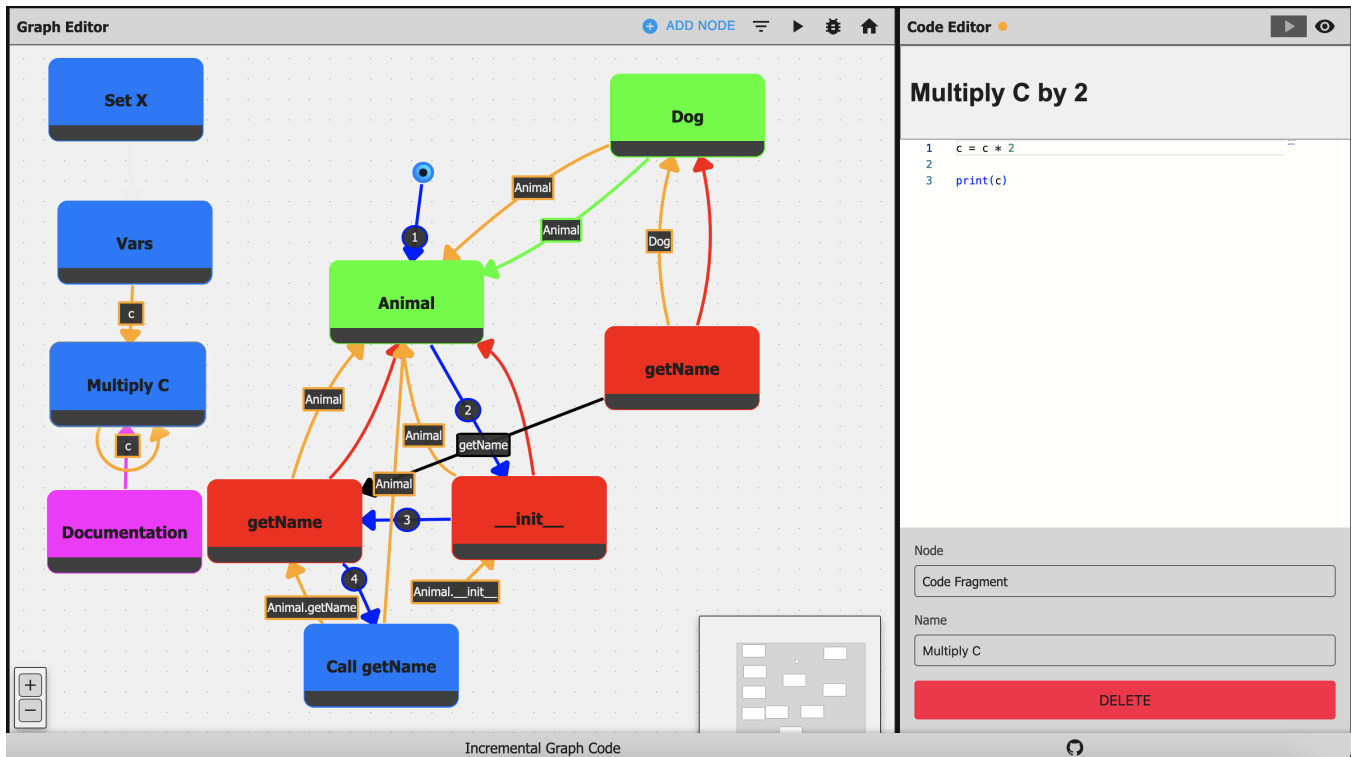 Graph Editor
ADD NODE
Set X
Vars
c
Multiply C
c
Documentation
Dog
Animal
Animal
Dog
1
Animal
getName
Animal
2
Animal
getName
Animal
getName
3
__init__
4
Animal.getName
Animal.__init__
Call getName
+
−
Code Editor
Multiply C by 2
1 c = c * 2
2
3 print(c)
Node
Code Fragment
Name
Multiply C
DELETE
Incremental Graph Code